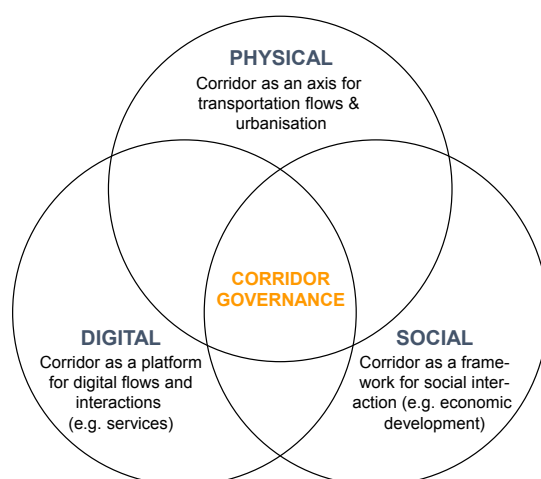 PHYSICAL
Corridor as an axis for
transportation flows &
urbanisation
CORRIDOR
GOVERNANCE
DIGITAL
Corridor as a platform
for digital flows and
interactions
(e.g. services)
SOCIAL
Corridor as a frame-
work for social inter-
action (e.g. economic
development)